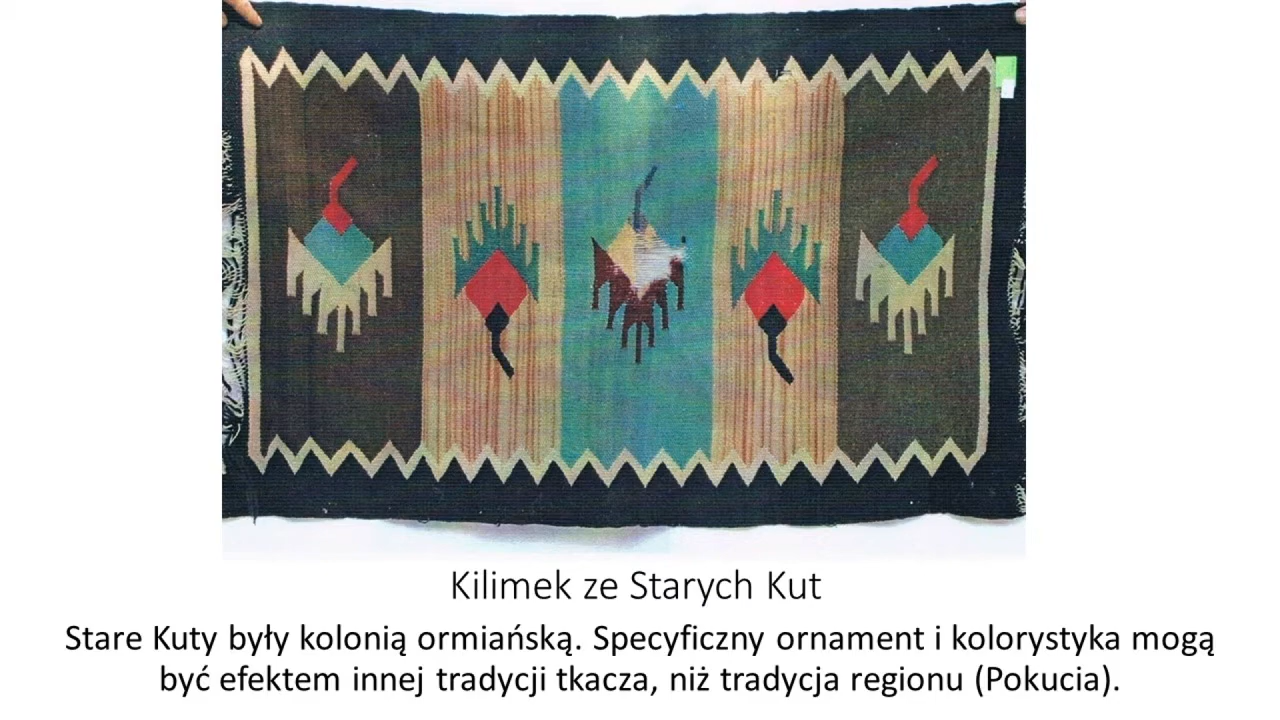 Kilimek ze Starych Kut
Stare Kuty były kolonią ormiańską. Specyficzny ornament i kolorystyka mogą
być efektem innej tradycji tkacza, niż tradycja regionu (Pokucia).